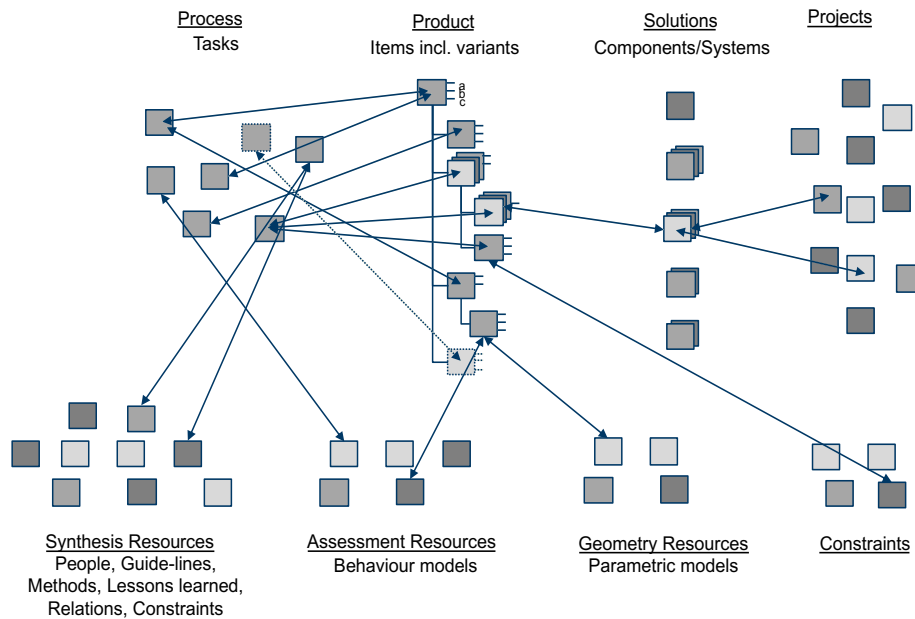 Process
Tasks
Product
Items incl. variants
Solutions
Components/Systems
Projects
a
b
c
Synthesis Resources
People, Guide-lines,
Methods, Lessons learned,
Relations, Constraints
Assessment Resources
Behaviour models
Geometry Resources
Parametric models
Constraints